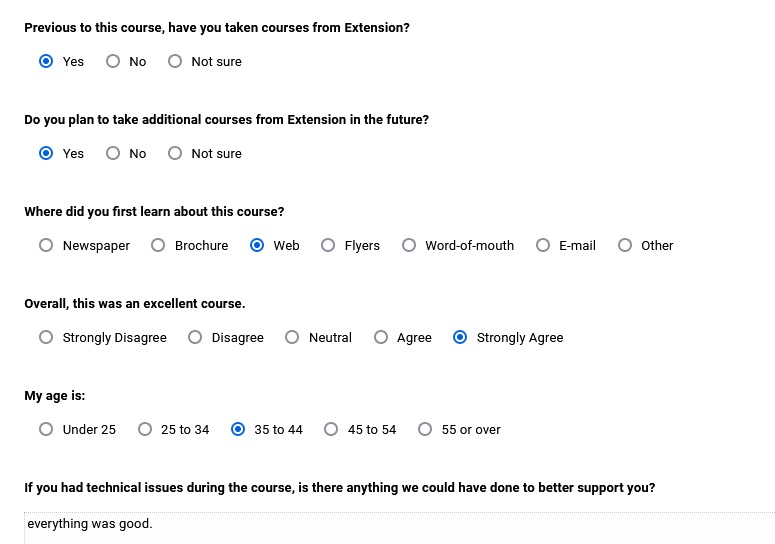 Previous to this course, have you taken courses from Extension?
Yes No Not sure
Do you plan to take additional courses from Extension in the future?
Yes No Not sure
Where did you first learn about this course?
Newspaper Brochure Web Flyers Word-of-mouth E-mail Other
Overall, this was an excellent course.
Strongly Disagree Disagree Neutral Agree Strongly Agree
My age is:
Under 25 25 to 34 35 to 44 45 to 54 55 or over
If you had technical issues during the course, is there anything we could have done to better support you?
everything was good.